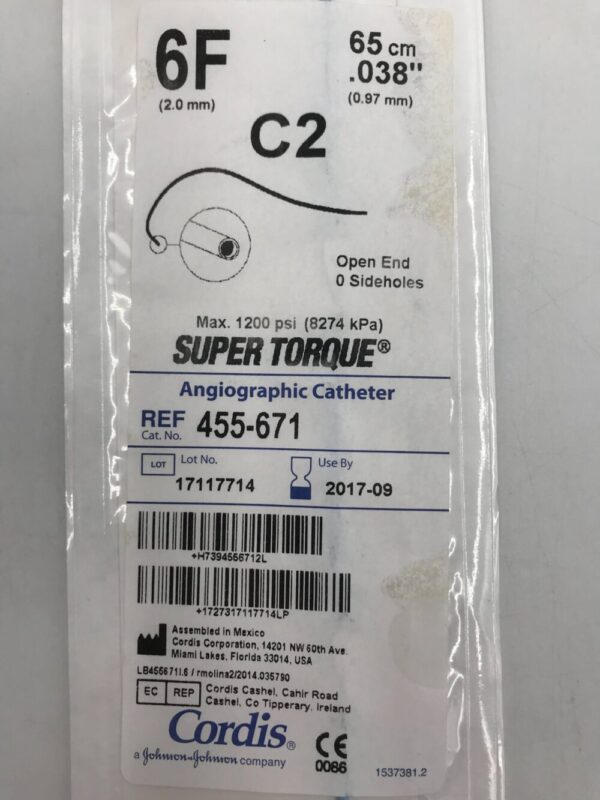 6F
(2.0 mm)
65 cm
.038"
(0.97 mm)
C2
Open End
0 Sideholes
Max. 1200 psi (8274 kPa)
SUPER TORQUE®
Angiographic Catheter
REF
Cat. No. 455-671
LOT Lot No.
17117714
Use By
2017-09
+H7394556712L
+1727317117714LP
Assembled in Mexico
Cordis Corporation, 14201 NW 60th Ave.
Miami Lakes, Florida 33014, USA
LB4556711.6 / rmolina2/2014.035790
EC REP
Cordis Cashel, Cahir Road
Cashel, Co Tipperary, Ireland
Cordis®
a Johnson & Johnson company
CE
0086
1537381.2